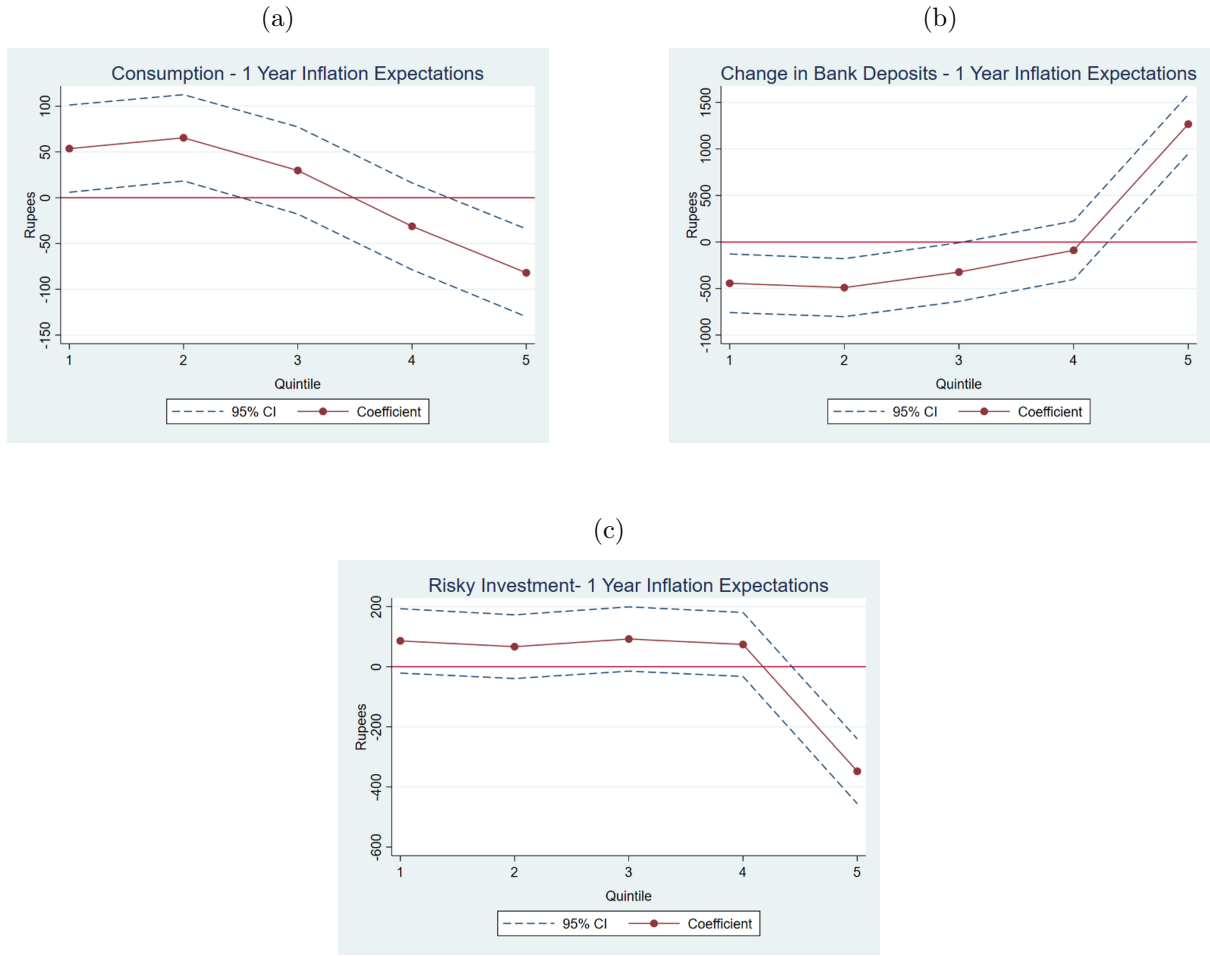 (a)
Consumption - 1 Year Inflation Expectations
100
50
0
-50
-100
-150
Rupees
1 2 3 4 5
Quintile
95% CI Coefficient
(b)
Change in Bank Deposits - 1 Year Inflation Expectations
1500
1000
500
0
-500
-1000
Rupees
1 2 3 4 5
Quintile
95% CI Coefficient
(c)
Risky Investment- 1 Year Inflation Expectations
200
0
-200
-400
-600
Rupees
1 2 3 4 5
Quintile
95% CI Coefficient